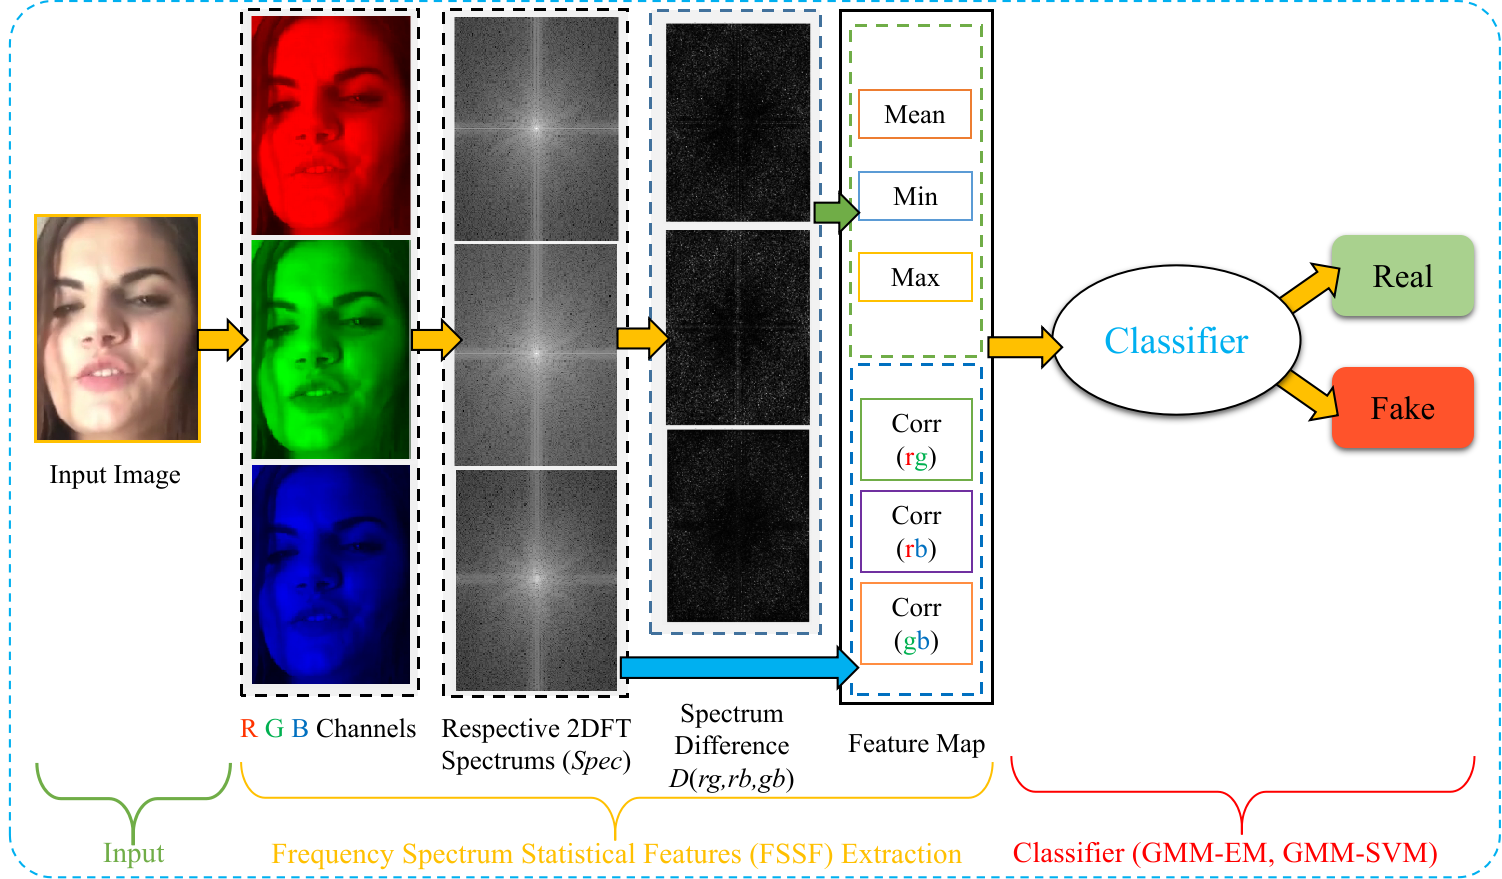 Input Image
R G B Channels
Respective 2DFT
Spectrums (Spec)
Spectrum
Difference
D(rg,rb,gb)
Mean
Min
Max
Corr
(rg)
Corr
(rb)
Corr
(gb)
Feature Map
Classifier
Real
Fake
Input
Frequency Spectrum Statistical Features (FSSF) Extraction
Classifier (GMM-EM, GMM-SVM)